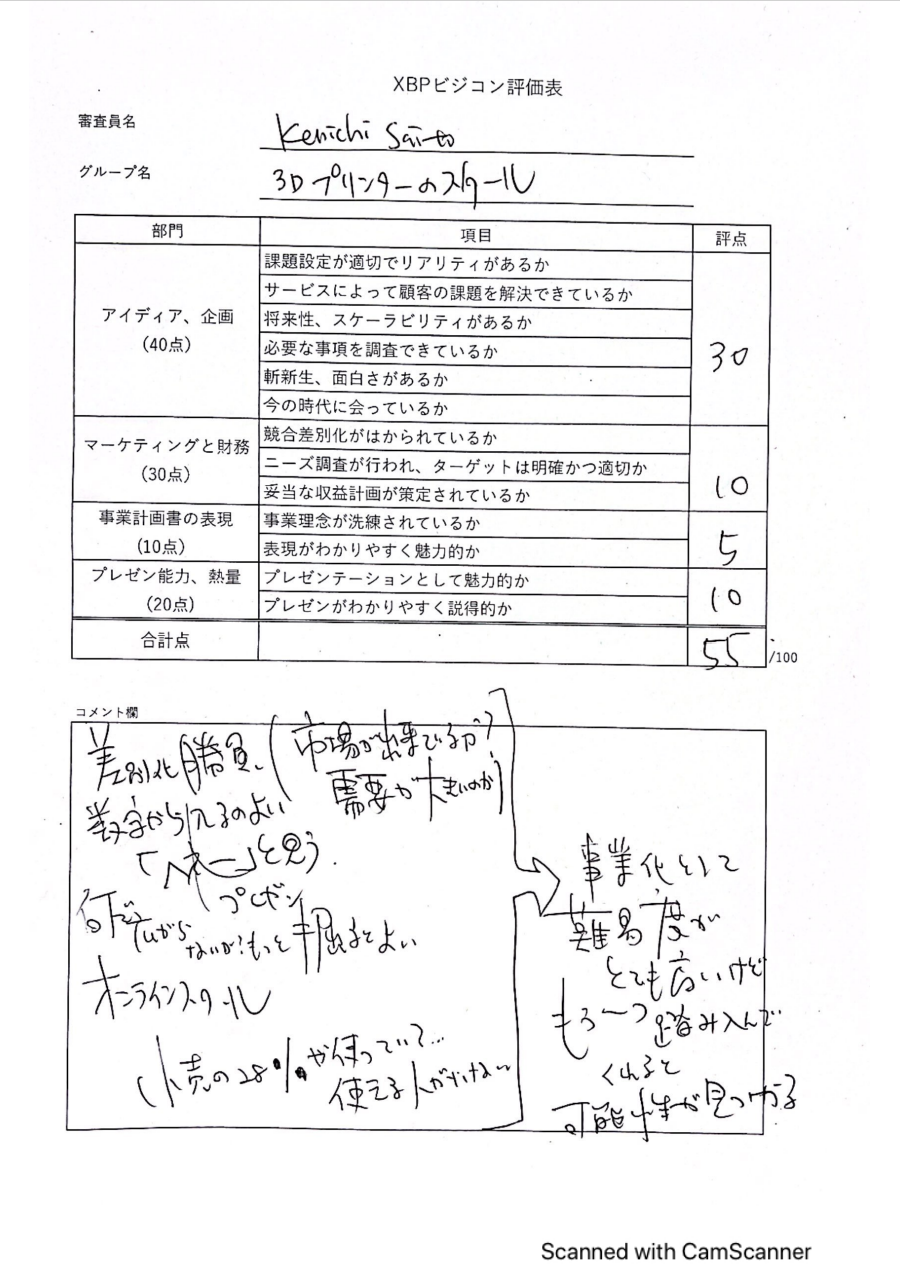 XBPビジコン評価表
審査員名 Kenichi Saito
グループ名 3Dプリンターのスクール
部門 項目 評点
アイディア、企画
(40点)
課題設定が適切でリアリティがあるか
サービスによって顧客の課題を解決できているか
将来性、スケーラビリティがあるか
必要な事項を調査できているか
斬新生、面白さがあるか
今の時代に会っているか
30
マーケティングと財務
(30点)
競合差別化がはかられているか
ニーズ調査が行われ、ターゲットは明確かつ適切か
妥当な収益計画が策定されているか
10
事業計画書の表現
(10点)
事業理念が洗練されているか
表現がわかりやすく魅力的か
5
プレゼン能力、熱量
(20点)
プレゼンテーションとして魅力的か
プレゼンがわかりやすく説得的か
10
合計点 55 /100
コメント欄
差別化勝負、
(市場が出来てるか?
需要が大きいのか)
数字から入るのよい
と思う.
プレゼン
何で広がら
ないか?もっと掘出るとよい
オンラインスクール
小売の28%が使っていて…
使える人がいない
事業化として
難易度が
とても高いけど
もう一つ踏み込んで
くれると
可能性が見つかる
Scanned with CamScanner